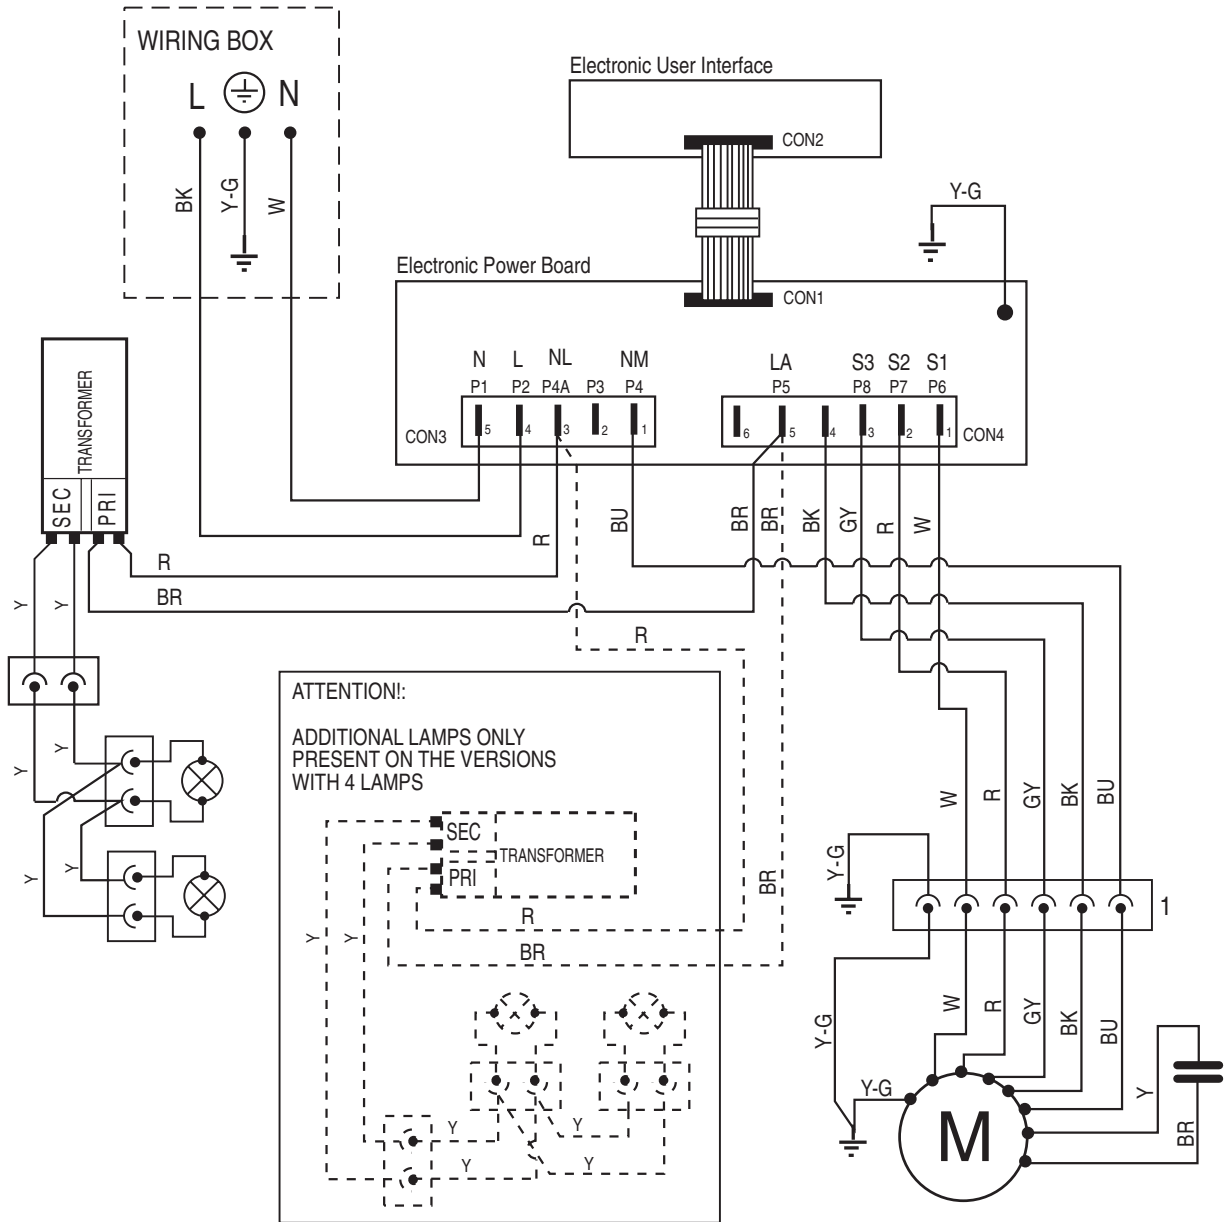 WIRING BOX
L N
BK
Y-G
W
Electronic User Interface
CON2
Y-G
Electronic Power Board
CON1
N L NL NM LA S3 S2 S1
P1 P2 P4A P3 P4 P5 P8 P7 P6
CON3 5 4 3 2 1
6 5 4 3 2 1 CON4
TRANSFORMER
SEC PRI
R
BU
BR
BR
BK
GY
R
W
R
BR
R
Y
Y
Y
Y
Y
Y
ATTENTION!:
ADDITIONAL LAMPS ONLY
PRESENT ON THE VERSIONS
WITH 4 LAMPS
SEC
TRANSFORMER
PRI
R
BR
BR
Y
Y
Y
Y
Y
Y
W
R
GY
BK
BU
Y-G
1
W
R
GY
BK
BU
Y-G
Y-G
M
Y
BR